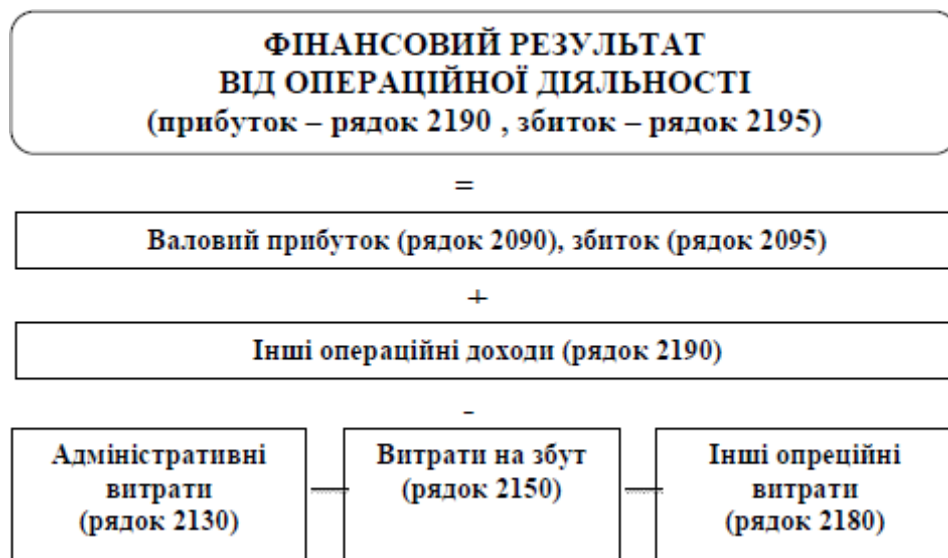 ФІНАНСОВИЙ РЕЗУЛЬТАТ
ВІД ОПЕРАЦІЙНОЇ ДІЯЛЬНОСТІ
(прибуток – рядок 2190 , збиток – рядок 2195)
=
Валовий прибуток (рядок 2090), збиток (рядок 2095)
+
Інші операційні доходи (рядок 2190)
-
Адміністративні
витрати
(рядок 2130)
Витрати на збут
(рядок 2150)
Інші опреційні
витрати
(рядок 2180)